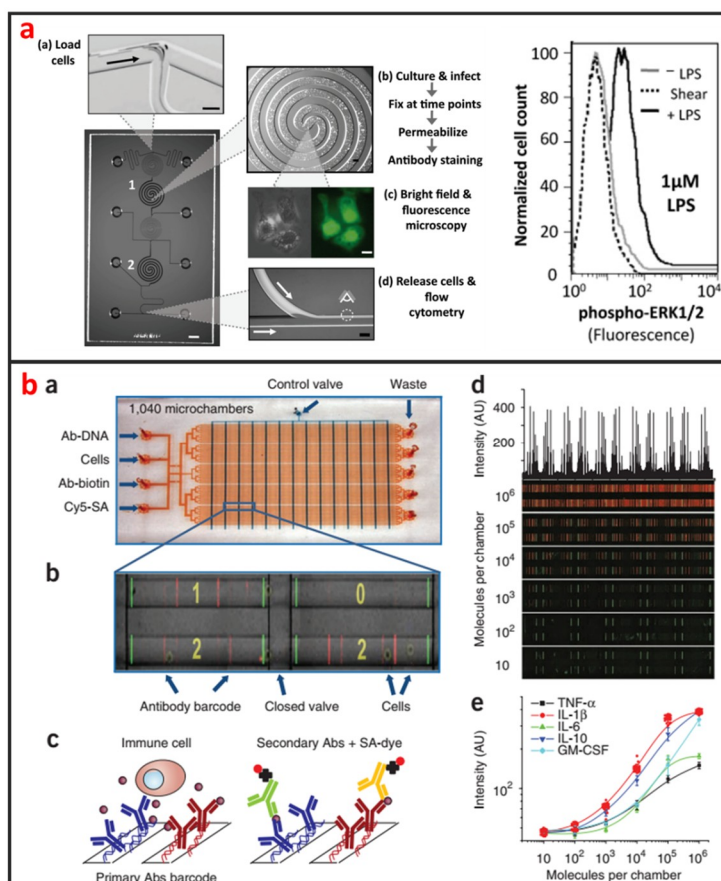 a
(a) Load
cells
(b) Culture & infect
Fix at time points
Permeabilize
Antibody staining
(c) Bright field &
fluorescence
microscopy
(d) Release cells &
flow
cytometry
1
2
Normalized cell count
100
80
60
40
20
0
− LPS
Shear
+ LPS
1μM
LPS
10⁰
10²
10⁴
phospho-ERK1/2
(Fluorescence)
b
a
Control valve
Waste
1,040 microchambers
Ab-DNA
Cells
Ab-biotin
Cy5-SA
b
1
0
2
2
Antibody barcode
Closed valve
Cells
c
Immune cell
Secondary Abs + SA-dye
Primary Abs barcode
d
Intensity (AU)
400
200
Molecules per chamber
10⁶
10⁵
10⁴
10³
10²
10
e
TNF-α
IL-1β
IL-6
IL-10
GM-CSF
Intensity (AU)
10²
10
10²
10³
10⁴
10⁵
10⁶
Molecules per chamber